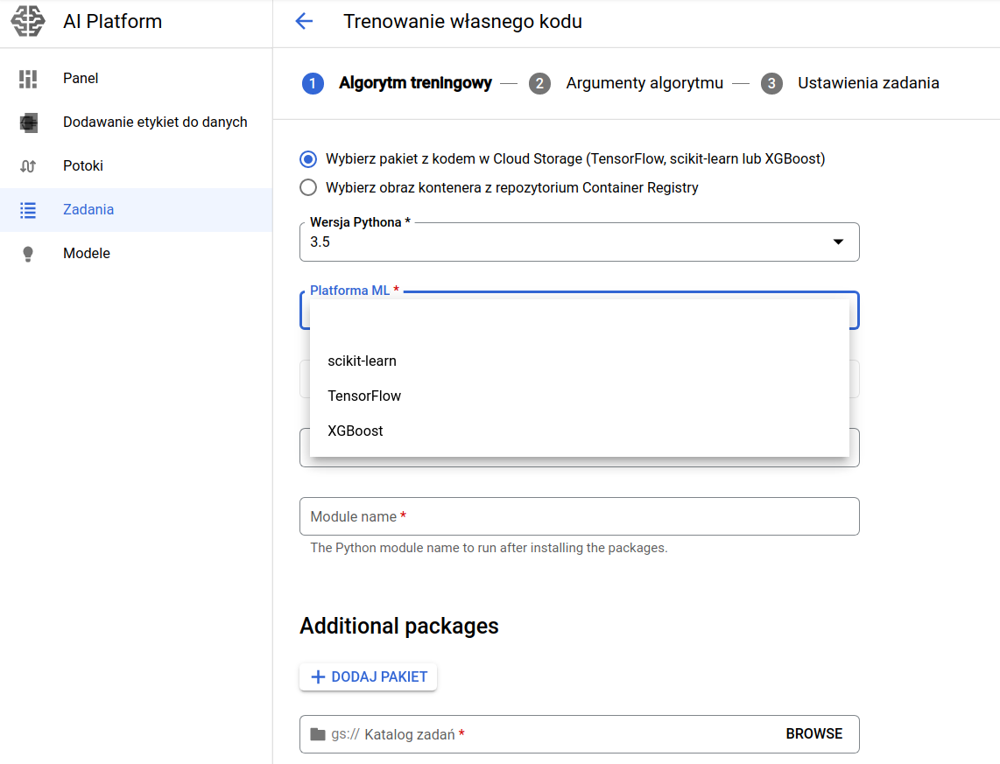 AI Platform
Trenowanie własnego kodu
Panel
Dodawanie etykiet do danych
Potoki
Zadania
Modele
1 Algorytm treningowy — 2 Argumenty algorytmu — 3 Ustawienia zadania
Wybierz pakiet z kodem w Cloud Storage (TensorFlow, scikit-learn lub XGBoost)
Wybierz obraz kontenera z repozytorium Container Registry
Wersja Pythona *
3.5
Platforma ML *
scikit-learn
TensorFlow
XGBoost
Module name *
The Python module name to run after installing the packages.
Additional packages
+ DODAJ PAKIET
gs:// Katalog zadań * BROWSE